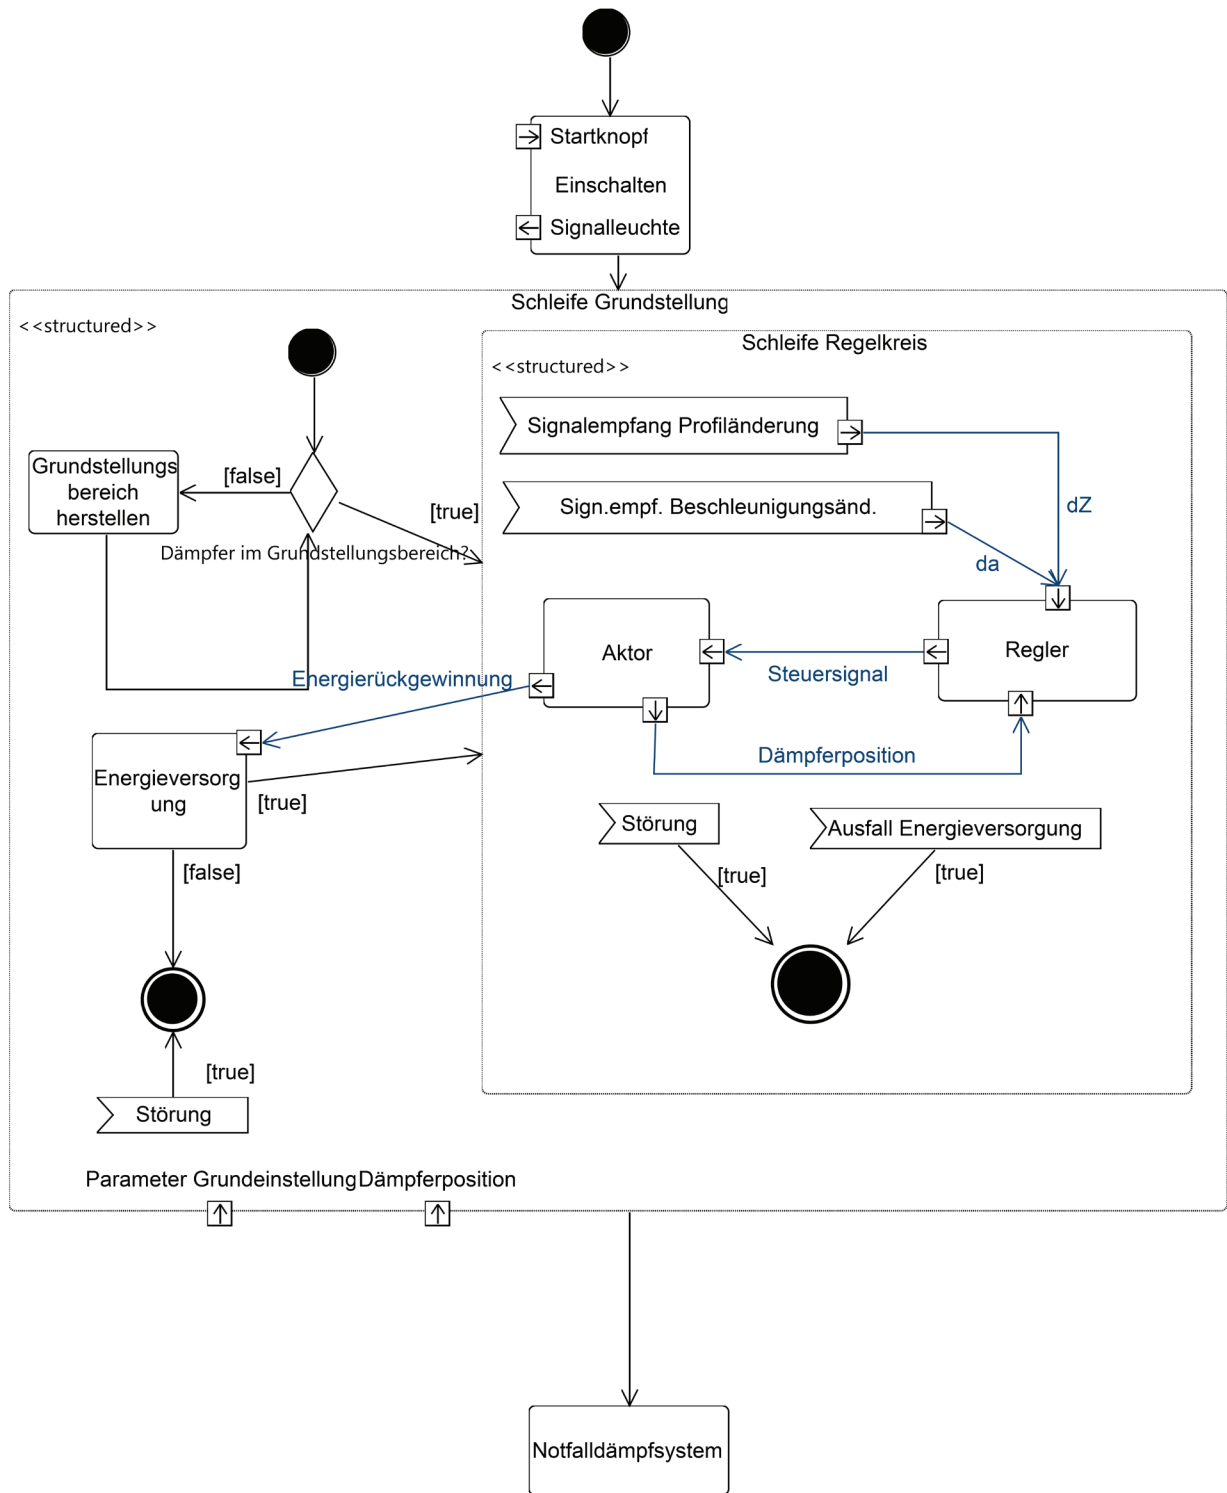 Startknopf
Einschalten
Signalleuchte
Schleife Grundstellung
<<structured>>
Schleife Regelkreis
<<structured>>
Signalempfang Profiländerung
Grundstellungs
bereich
herstellen
[false]
[true]
Sign.empf. Beschleunigungsänd.
dZ
Dämpfer im Grundstellungsbereich?
da
Aktor
Regler
Steuersignal
Energierückgewinnung
Dämpferposition
Energieversorg
ung
[true]
Störung
Ausfall Energieversorgung
[false]
[true]
[true]
[true]
Störung
Parameter Grundeinstellung
Dämpferposition
Notfalldämpfsystem